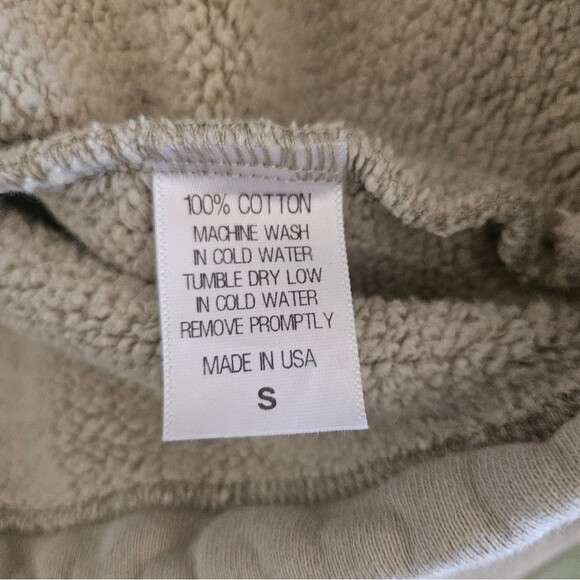 100% COTTON
MACHINE WASH
IN COLD WATER
TUMBLE DRY LOW
IN COLD WATER
REMOVE PROMPTLY
MADE IN USA
S